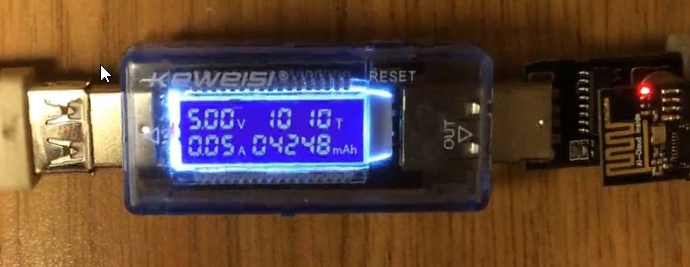 KEWEISI® RESET
5.00V 10 10T
0.05A 04248mAh
OUT